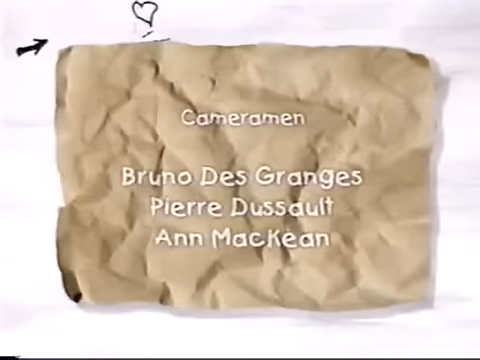 Cameramen
Bruno Des Granges
Pierre Dussault
Ann MacKean